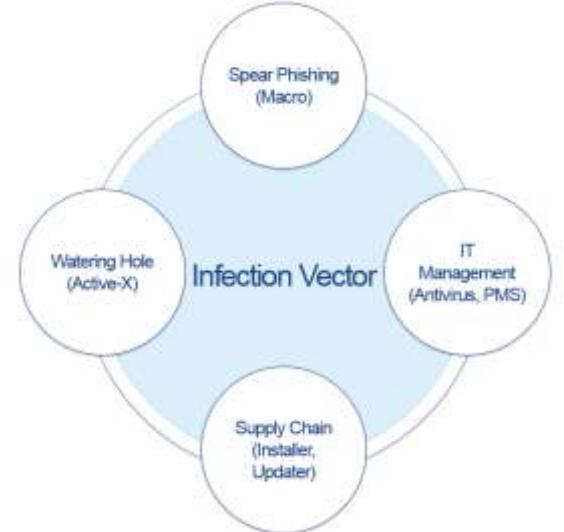 Spear Phishing
(Macro)
Watering Hole
(Active-X)
Infection Vector
IT
Management
(Antivirus, PMS)
Supply Chain
(Installer,
Updater)